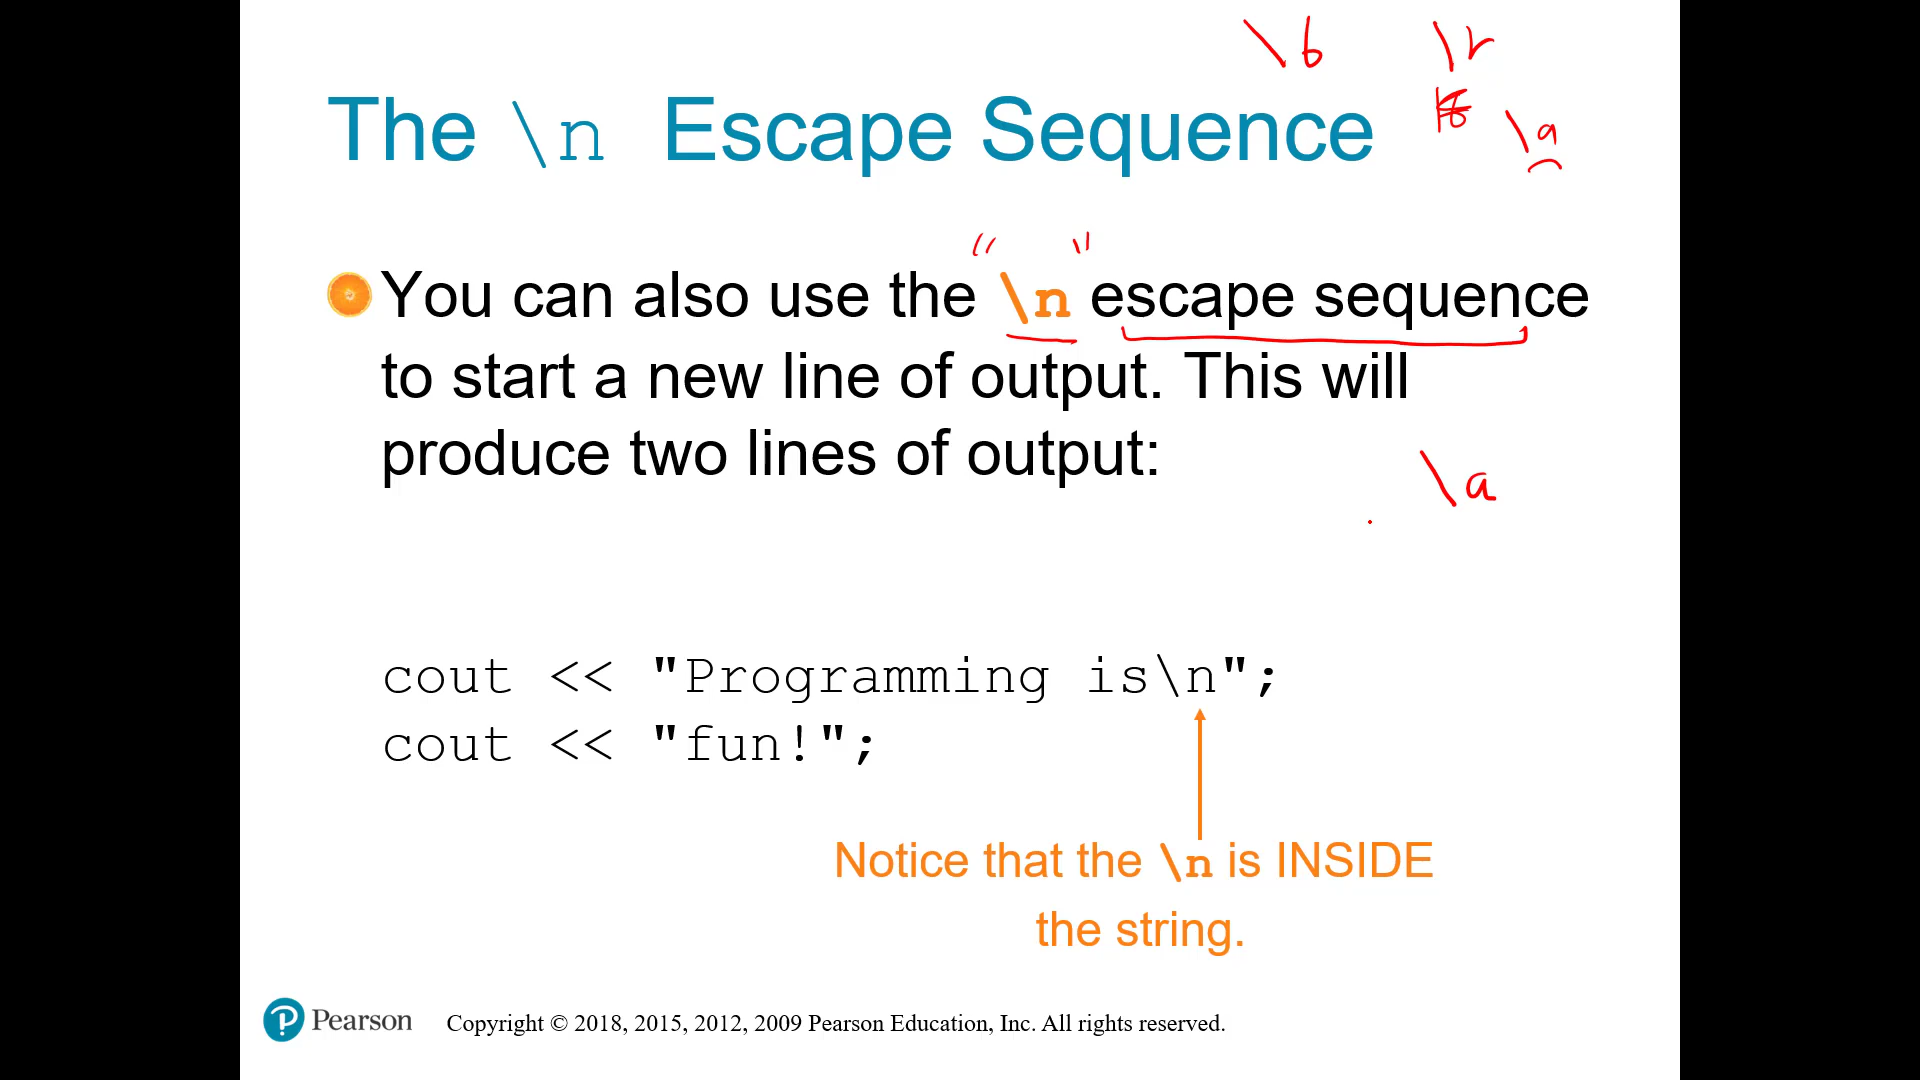 \b \r
\a
The \n Escape Sequence
" "
You can also use the \n escape sequence
to start a new line of output. This will
produce two lines of output:
\a
cout << "Programming is\n";
cout << "fun!";
Notice that the \n is INSIDE
the string.
Pearson
Copyright © 2018, 2015, 2012, 2009 Pearson Education, Inc. All rights reserved.